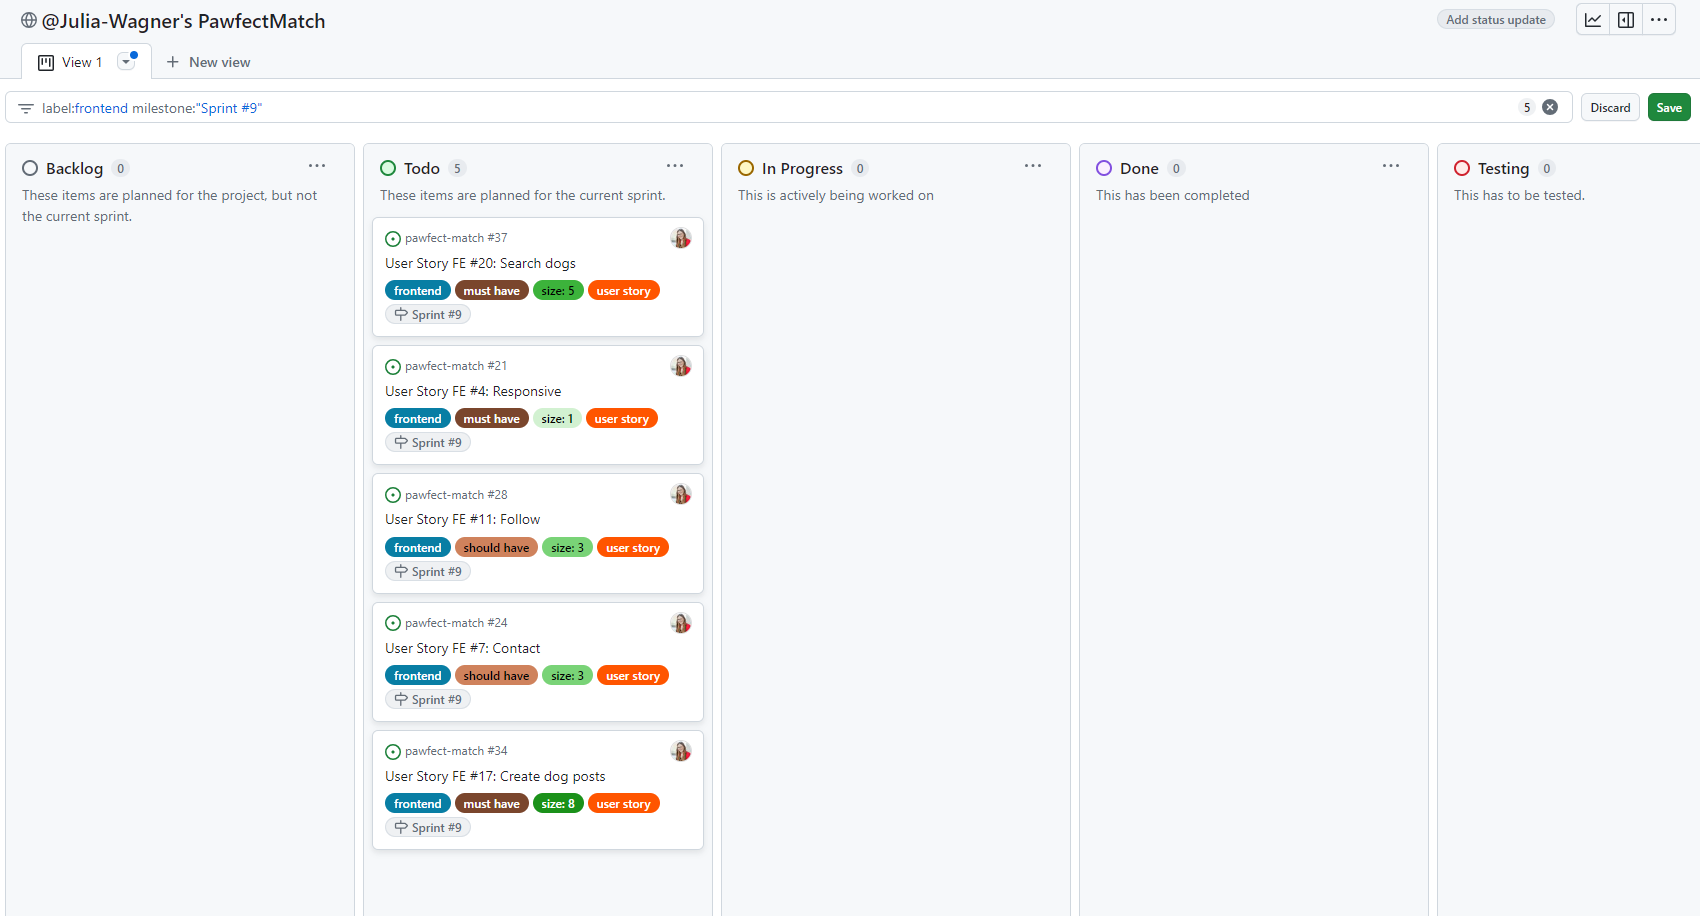 @Julia-Wagner's PawfectMatch
Add status update
View 1
New view
label:frontend milestone:"Sprint #9"
5
Discard
Save
Backlog 0
These items are planned for the project, but not
the current sprint.
Todo 5
These items are planned for the current sprint.
pawfect-match #37
User Story FE #20: Search dogs
frontend must have size: 5 user story
Sprint #9
pawfect-match #21
User Story FE #4: Responsive
frontend must have size: 1 user story
Sprint #9
pawfect-match #28
User Story FE #11: Follow
frontend should have size: 3 user story
Sprint #9
pawfect-match #24
User Story FE #7: Contact
frontend should have size: 3 user story
Sprint #9
pawfect-match #34
User Story FE #17: Create dog posts
frontend must have size: 8 user story
Sprint #9
In Progress 0
This is actively being worked on
Done 0
This has been completed
Testing 0
This has to be tested.